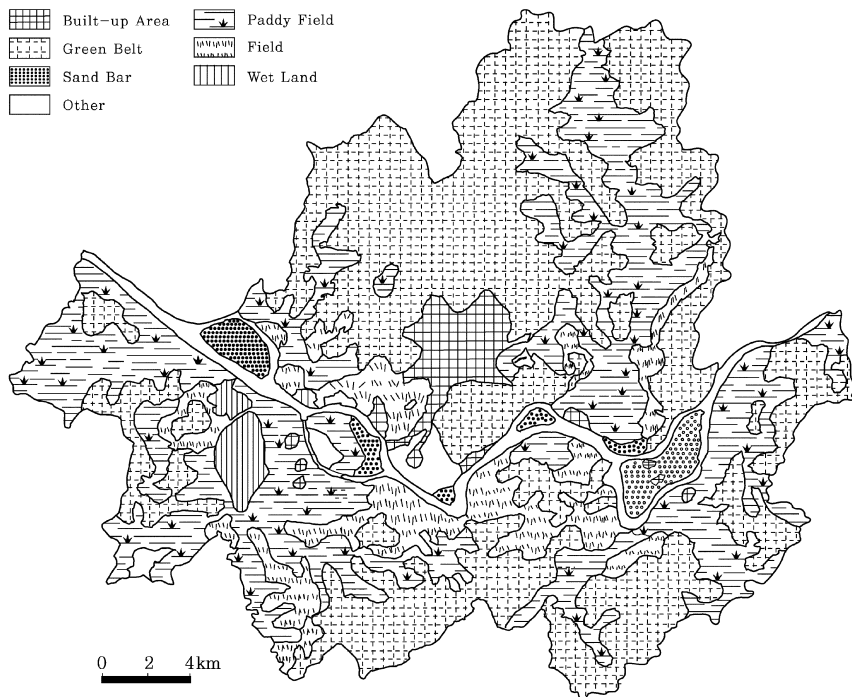 Built-up Area
Paddy Field
Green Belt
Field
Sand Bar
Wet Land
Other
0 2 4km